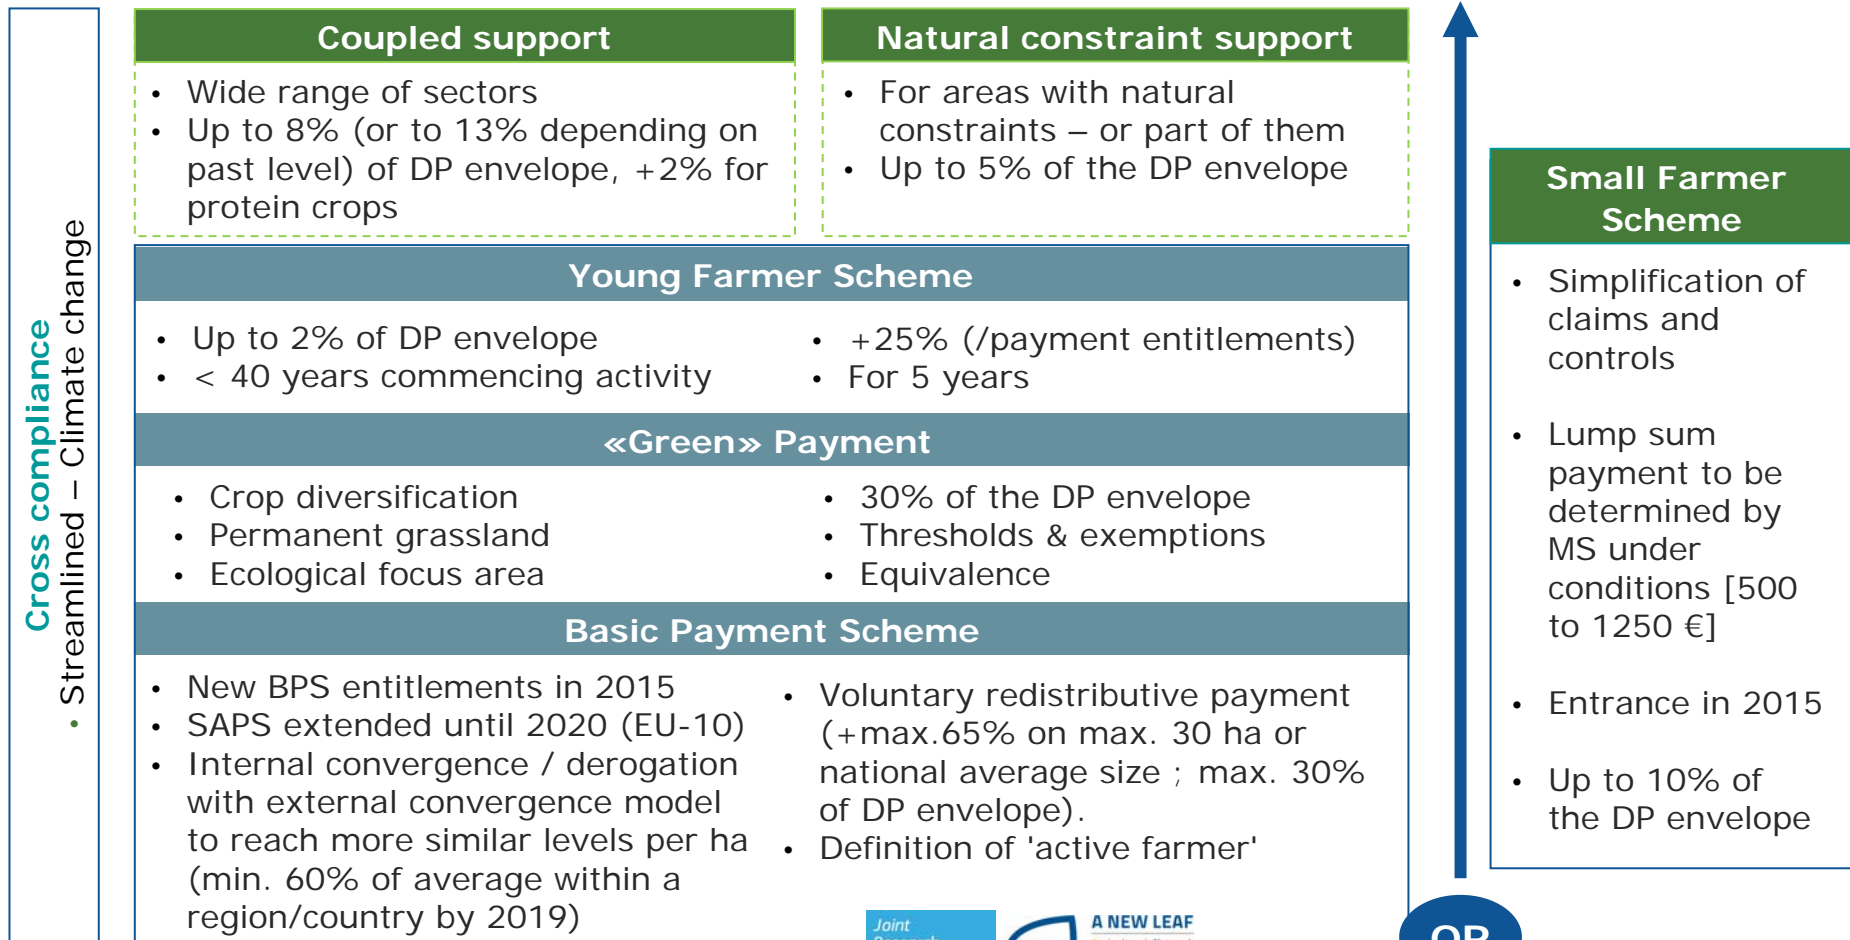 Cross compliance
• Streamlined – Climate change
Coupled support
• Wide range of sectors
• Up to 8% (or to 13% depending on
past level) of DP envelope, +2% for
protein crops
Natural constraint support
• For areas with natural
constraints – or part of them
• Up to 5% of the DP envelope
Young Farmer Scheme
• Up to 2% of DP envelope
• < 40 years commencing activity
• +25% (/payment entitlements)
• For 5 years
«Green» Payment
• Crop diversification
• Permanent grassland
• Ecological focus area
• 30% of the DP envelope
• Thresholds & exemptions
• Equivalence
Basic Payment Scheme
• New BPS entitlements in 2015
• SAPS extended until 2020 (EU-10)
• Internal convergence / derogation
with external convergence model
to reach more similar levels per ha
(min. 60% of average within a
region/country by 2019)
• Voluntary redistributive payment
(+max.65% on max. 30 ha or
national average size ; max. 30%
of DP envelope).
• Definition of 'active farmer'
Small Farmer
Scheme
• Simplification of
claims and
controls
• Lump sum
payment to be
determined by
MS under
conditions [500
to 1250 €]
• Entrance in 2015
• Up to 10% of
the DP envelope
OR
Joint
A NEW LEAF